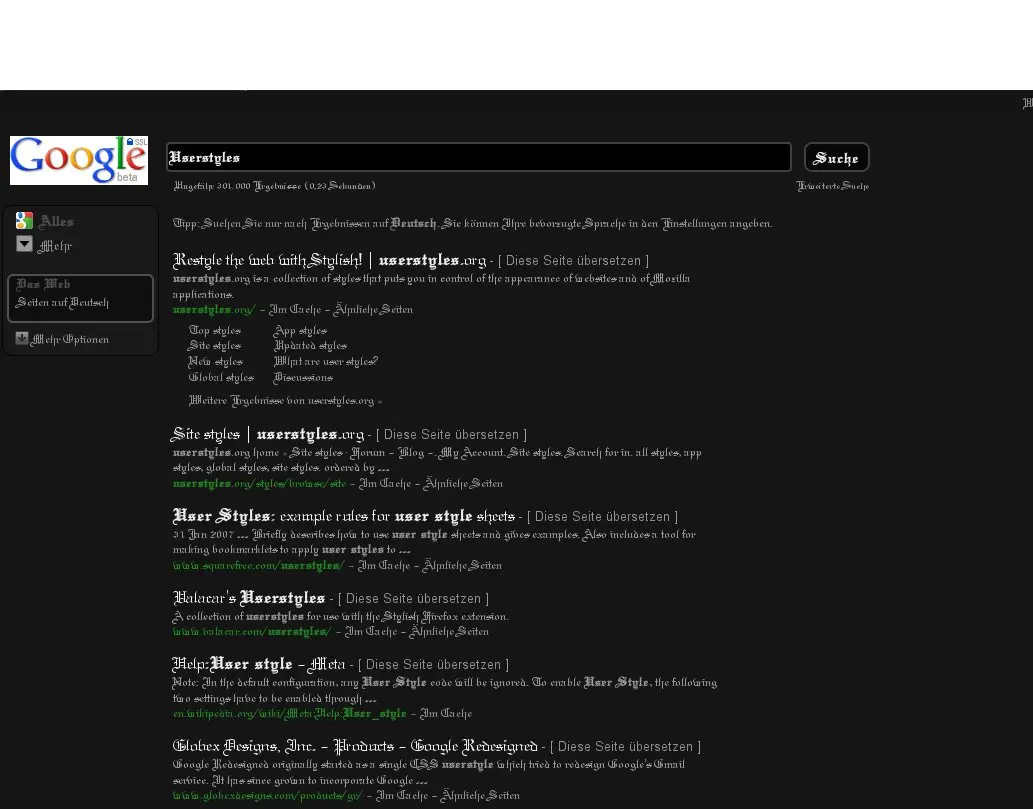 Google
SSL
beta
Userstyles
Suche
Ungefähr 301.000 Ergebnisse (0,23 Sekunden)
Erweiterte Suche
Alles
Mehr
Das Web
Seiten auf Deutsch
Mehr Optionen
Tipp: Suchen Sie nur nach Ergebnissen auf Deutsch. Sie können Ihre bevorzugte Sprache in den Einstellungen angeben.
Restyle the web with Stylish! | userstyles.org - [ Diese Seite übersetzen ]
userstyles.org is a collection of styles that puts you in control of the appearance of websites and of Mozilla
applications.
userstyles.org/ - Im Cache - Ähnliche Seiten
Top styles App styles
Site styles Updated styles
New styles What are user styles?
Global styles Discussions
Weitere Ergebnisse von userstyles.org »
Site styles | userstyles.org - [ Diese Seite übersetzen ]
userstyles.org home » Site styles · Forum - Blog -. My Account. Site styles. Search for in. all styles, app
styles, global styles, site styles. ordered by ...
userstyles.org/styles/browse/site - Im Cache - Ähnliche Seiten
User Styles: example rules for user style sheets - [ Diese Seite übersetzen ]
31 Jan 2007 ... Briefly describes how to use user style sheets and gives examples. Also includes a tool for
making bookmarklets to apply user styles to ...
www.squarefree.com/userstyles/ - Im Cache - Ähnliche Seiten
Valacar's Userstyles - [ Diese Seite übersetzen ]
A collection of userstyles for use with the Stylish Firefox extension.
www.valacar.com/userstyles/ - Im Cache - Ähnliche Seiten
Help:User style - Meta - [ Diese Seite übersetzen ]
Note: In the default configuration, any User Style code will be ignored. To enable User Style, the following
two settings have to be enabled through ...
en.wikipedia.org/wiki/Meta:Help:User_style - Im Cache
Globex Designs, Inc. - Products - Google Redesigned - [ Diese Seite übersetzen ]
Google Redesigned originally started as a single CSS userstyle which tried to redesign Google's Gmail
service. It has since grown to incorporate Google ...
www.globexdesigns.com/products/gr/ - Im Cache - Ähnliche Seiten